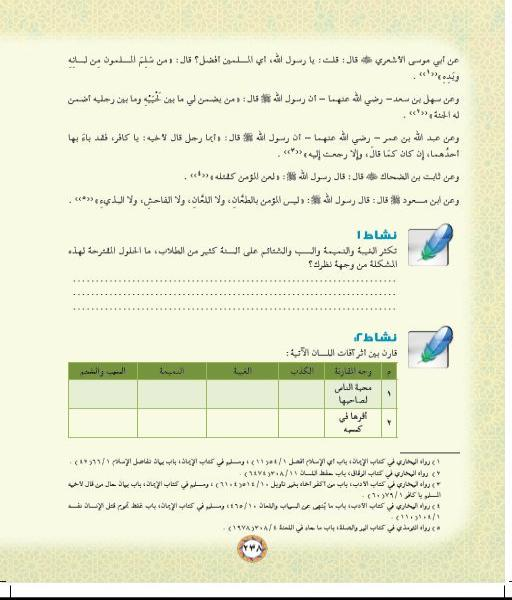 عن أبي موسى الأشعري ﷺ قال: قلت: يا رسول الله، أي المسلمين أفضل؟ قال: «من سَلِمَ المسلمون مِن لسانِهِ
ويَدِهِ»<<١>> .
وعن سهل بن سعد– رضي الله عنهما – أن رسول الله ﷺ قال: «من يضمن لي ما بين لَحْيَيْهِ وما بين رجليه أضمن
له الجنة»<<٢>> .
وعن عبد الله بن عمر– رضي الله عنهما – أن رسول الله ﷺ قال: «أيما رجل قال لأخيه: يا كافر، فقد باءَ بها
أحدُهما، إن كان كمَا قالَ، وإلا رجعت إليه»<<٣>> .
وعن ثابت بن الضحاك ﷺ قال: قال رسول الله ﷺ: «لعن المؤمن كقتله»<<٤>> .
وعن ابن مسعود ﷺ قال: قال رسول الله ﷺ: «ليس المؤمن بالطعَّانِ، ولا اللعَّانِ، ولا الفاحشِ، ولا البذيءِ»<<٥>> .
نشاط ١
تكثر الغيبة والنميمة والسب والشتائم على ألسنة كثير من الطلاب، ما الحلول المقترحة لهذه
المشكلة من وجهة نظرك؟
نشاط ٢:
قارن بين أثر آفات اللسان الآتية:
م وجه المقارنة الكذب الغيبة النميمة السب والشتم
١ محبة الناس لصاحبها
٢ أثرها في كسبه
١ ) رواه البخاري في كتاب الإيمان، باب أي الإسلام أفضل ٥٤/١ (١١) ، ومسلم في كتاب الإيمان، باب بيان تفاضل الإسلام ٦٦/١ (٤٢) .
٢ ) رواه البخاري في كتاب الرقاق، باب حفظ اللسان ٣٠٨/١١ (٦٤٧٤) .
٣ ) رواه البخاري في كتاب الأدب، باب من أكفر أخاه بغير تأويل ٥١٤/١٠ (٦١٠٤) ، ومسلم في كتاب الإيمان، باب بيان حال من قال لأخيه
المسلم يا كافر ٧٩/١ (٦٠) .
٤ ) رواه البخاري في كتاب الأدب، باب ما يُنهى عن السباب واللعان ٤٦٥/١٠، ومسلم في كتاب الإيمان، باب غلظ تحريم قتل الإنسان نفسه
١٠٤/١ (١١٠) .
٥ ) رواه الترمذي في كتاب البر والصلة، باب ما جاء في اللعنة ٣٠٨/٤ (١٩٧٨) .
٢٣٨